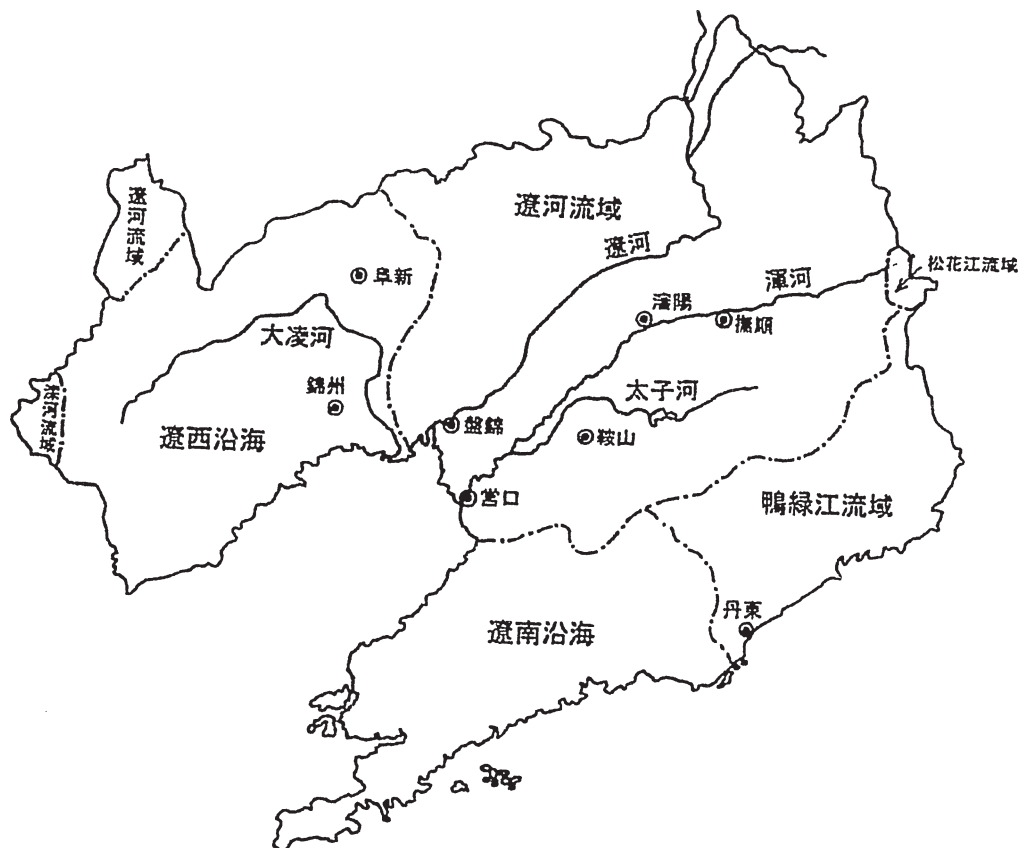 遼河流域
遼河流域
遼河
松花江流域
渾河
阜新
瀋陽
撫順
大凌河
錦州
太子河
滦河流域
遼西沿海
盤錦
鞍山
営口
鴨緑江流域
丹東
遼南沿海